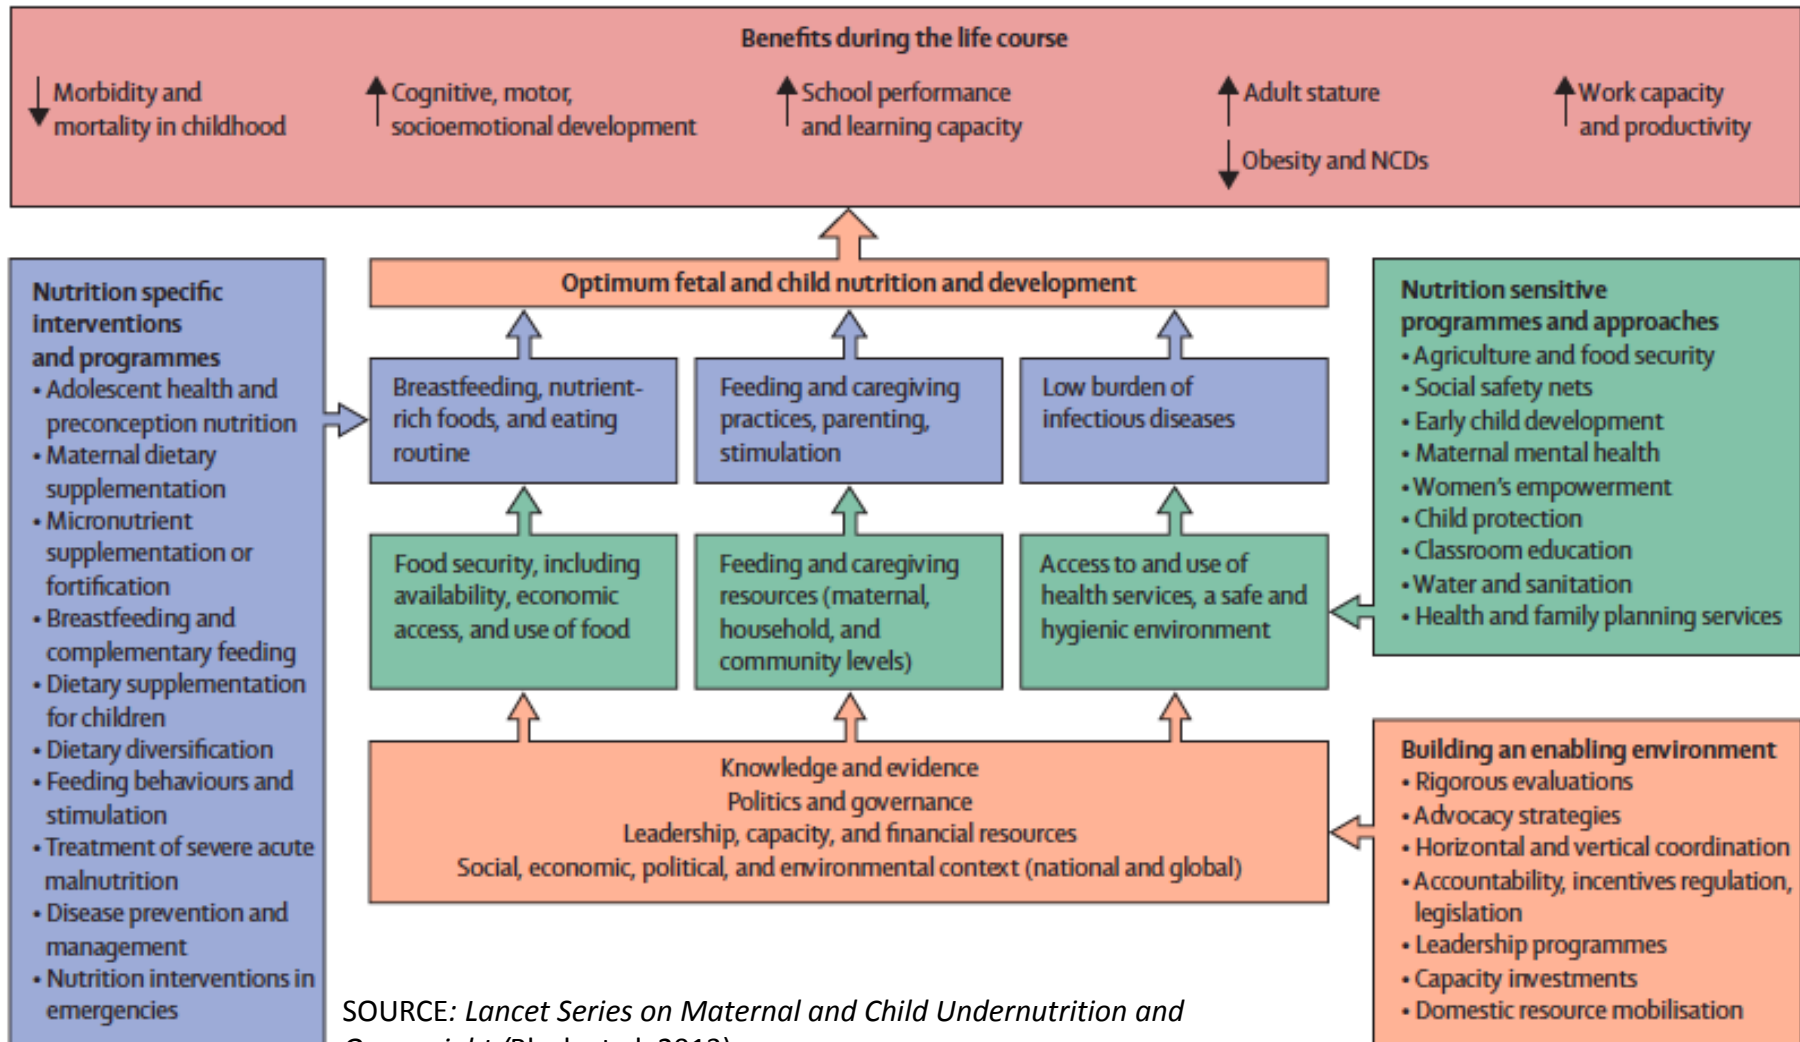 Benefits during the life course
Morbidity and
mortality in childhood
Cognitive, motor,
socioemotional development
School performance
and learning capacity
Adult stature
Obesity and NCDs
Work capacity
and productivity
Nutrition specific
interventions
and programmes
• Adolescent health and
preconception nutrition
• Maternal dietary
supplementation
• Micronutrient
supplementation or
fortification
• Breastfeeding and
complementary feeding
• Dietary supplementation
for children
• Dietary diversification
• Feeding behaviours and
stimulation
• Treatment of severe acute
malnutrition
• Disease prevention and
management
• Nutrition interventions in
emergencies
Optimum fetal and child nutrition and development
Breastfeeding, nutrient-
rich foods, and eating
routine
Feeding and caregiving
practices, parenting,
stimulation
Low burden of
infectious diseases
Food security, including
availability, economic
access, and use of food
Feeding and caregiving
resources (maternal,
household, and
community levels)
Access to and use of
health services, a safe and
hygienic environment
Knowledge and evidence
Politics and governance
Leadership, capacity, and financial resources
Social, economic, political, and environmental context (national and global)
Nutrition sensitive
programmes and approaches
• Agriculture and food security
• Social safety nets
• Early child development
• Maternal mental health
• Women's empowerment
• Child protection
• Classroom education
• Water and sanitation
• Health and family planning services
Building an enabling environment
• Rigorous evaluations
• Advocacy strategies
• Horizontal and vertical coordination
• Accountability, incentives regulation,
legislation
• Leadership programmes
• Capacity investments
• Domestic resource mobilisation
SOURCE: Lancet Series on Maternal and Child Undernutrition and